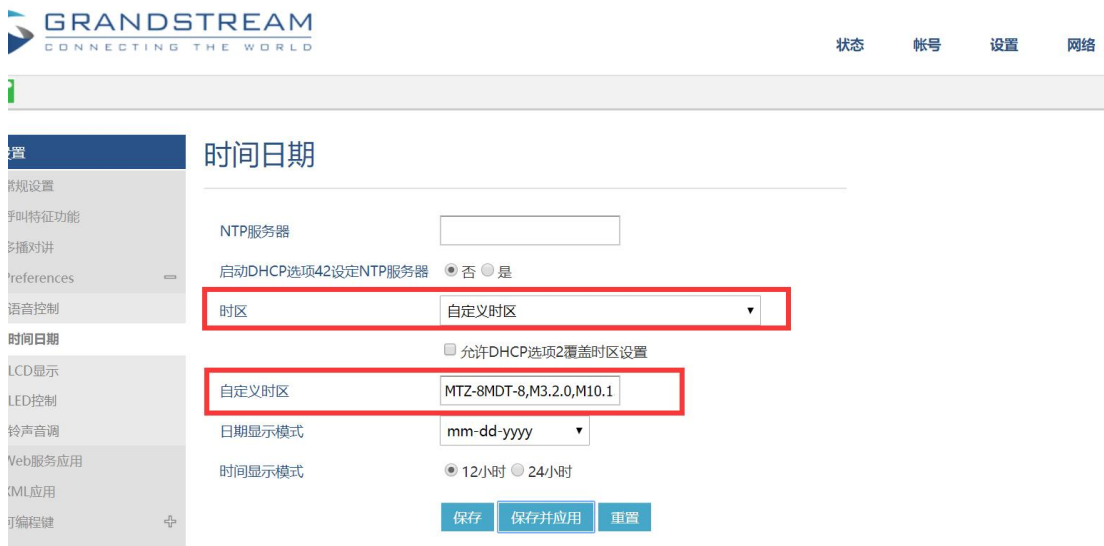 GRANDSTREAM
CONNECTING THE WORLD
状态 帐号 设置 网络
置
时间日期
常规设置
呼叫特征功能
多播对讲
Preferences
语音控制
时间日期
LCD显示
LED控制
铃声音调
Web服务应用
XML应用
可编程键
NTP服务器
启动DHCP选项42设定NTP服务器 否 是
时区 自定义时区
允许DHCP选项2覆盖时区设置
自定义时区 MTZ-8MDT-8,M3.2.0,M10.1
日期显示模式 mm-dd-yyyy
时间显示模式 12小时 24小时
保存 保存并应用 重置